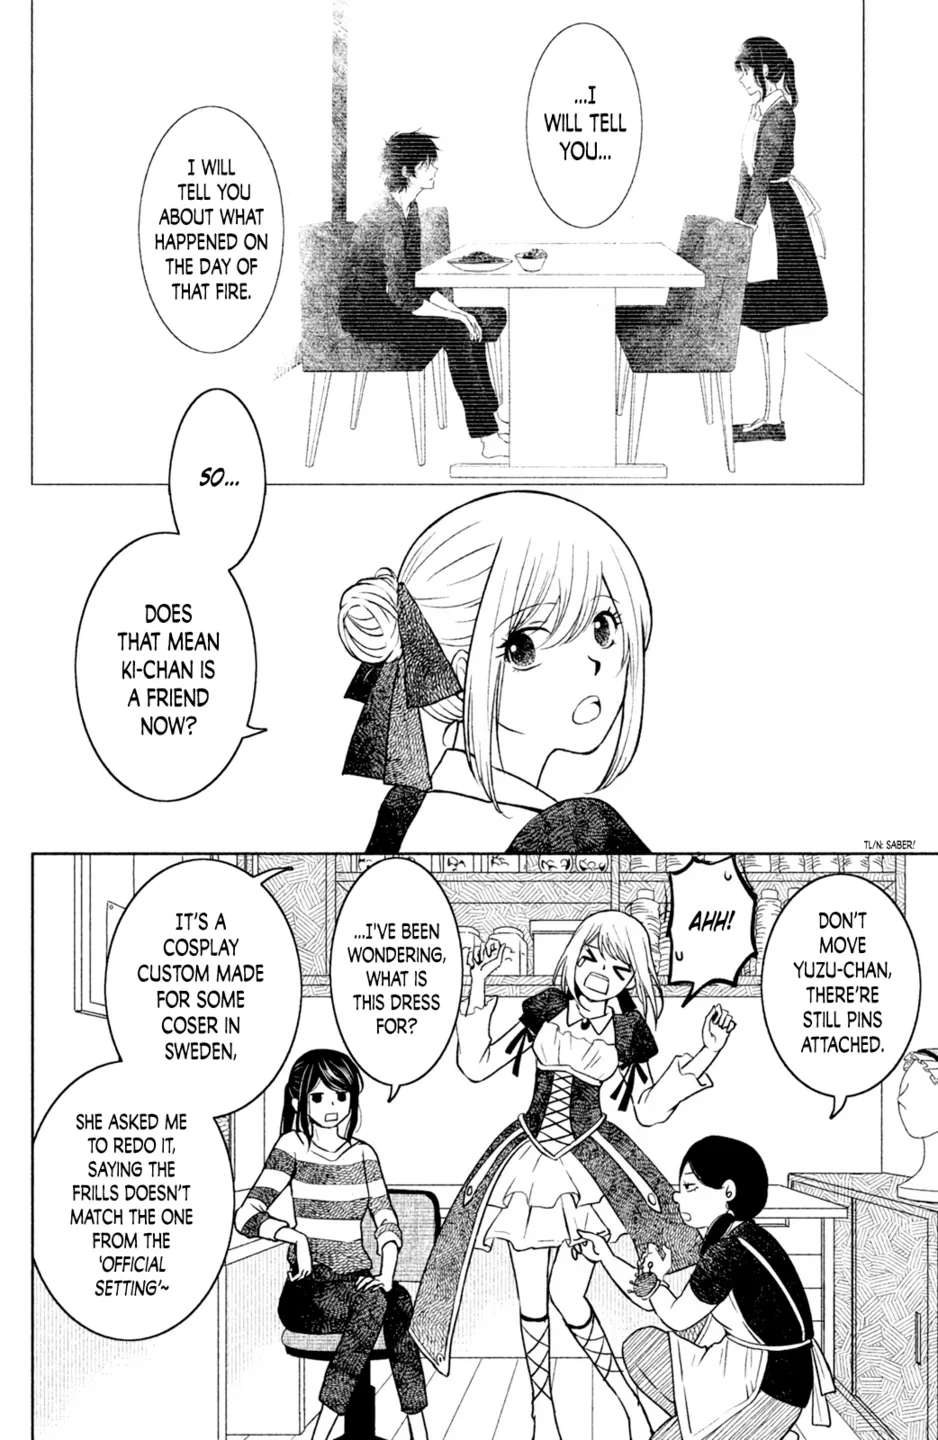 ...I
WILL TELL
YOU...
I WILL
TELL YOU
ABOUT WHAT
HAPPENED ON
THE DAY OF
THAT FIRE.
SO...
DOES
THAT MEAN
KI-CHAN IS
A FRIEND
NOW?
TL/N: SABER!
DON'T
MOVE
YUZU-CHAN,
THERE'RE
STILL PINS
ATTACHED.
AHH!
...I'VE BEEN
WONDERING,
WHAT IS
THIS DRESS
FOR?
IT'S A
COSPLAY
CUSTOM MADE
FOR SOME
COSER IN
SWEDEN,
SHE ASKED ME
TO REDO IT,
SAYING THE
FRILLS DOESN'T
MATCH THE ONE
FROM THE
'OFFICIAL
SETTING'~